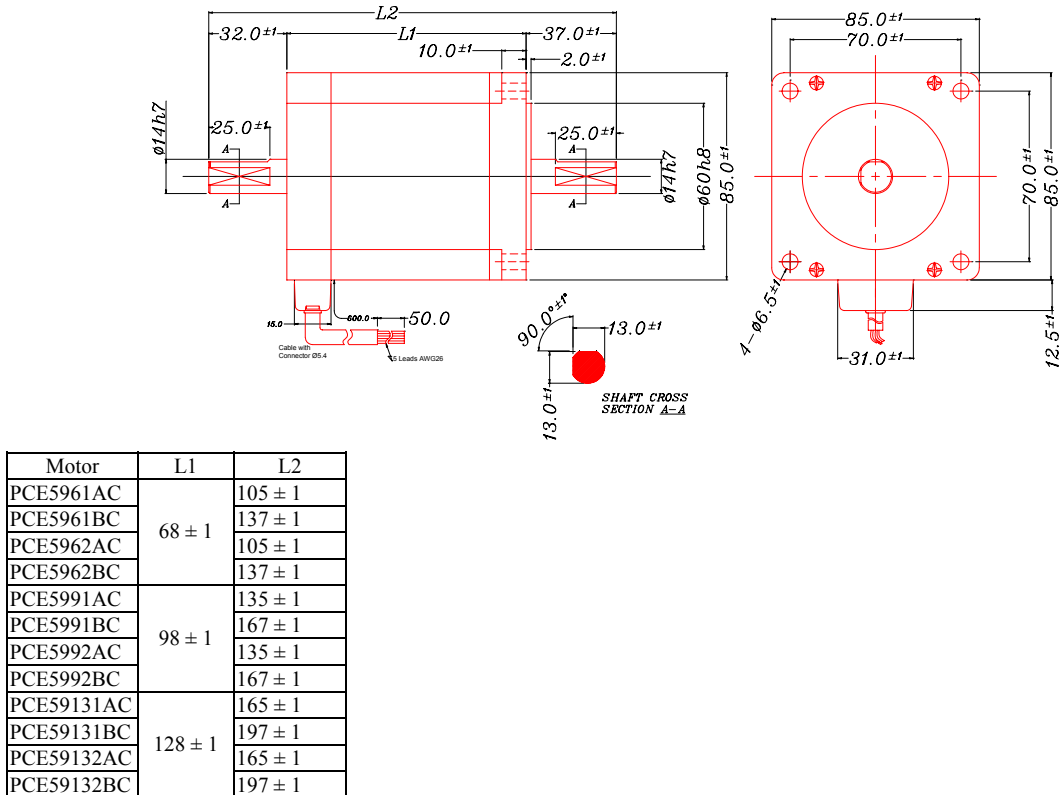 L2
32.0±1
L1
37.0±1
10.0±1
2.0±1
ø14h7
25.0±1
25.0±1
A
A
A
A
ø14h7
ø60h8
85.0±1
15.0
600.0
50.0
Cable with
Connector Ø5.4
5 Leads AWG26
90.0°±1°
13.0±1
13.0±1
SHAFT CROSS
SECTION A-A
85.0±1
70.0±1
70.0±1
85.0±1
4-ø6.5±1
31.0±1
12.5±1
Motor L1 L2
PCE5961AC 68 ± 1 105 ± 1
PCE5961BC 137 ± 1
PCE5962AC 105 ± 1
PCE5962BC 137 ± 1
PCE5991AC 98 ± 1 135 ± 1
PCE5991BC 167 ± 1
PCE5992AC 135 ± 1
PCE5992BC 167 ± 1
PCE59131AC 128 ± 1 165 ± 1
PCE59131BC 197 ± 1
PCE59132AC 165 ± 1
PCE59132BC 197 ± 1